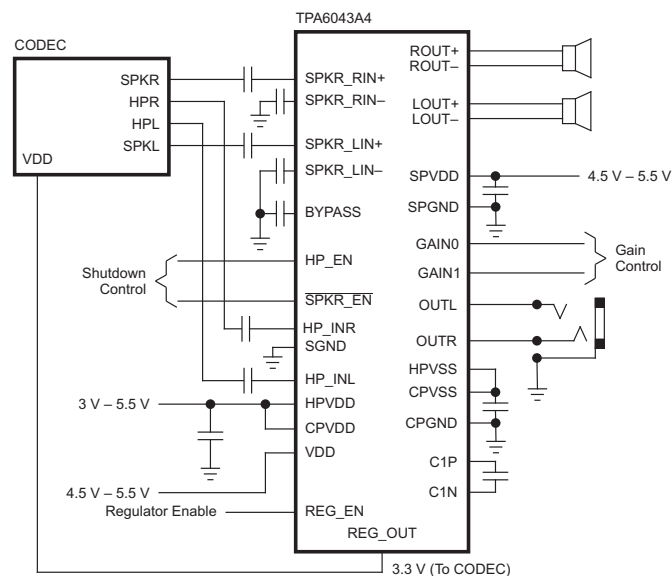 TPA6043A4
CODEC
SPKR
HPR
HPL
SPKL
VDD
SPKR_RIN+
SPKR_RIN–
SPKR_LIN+
SPKR_LIN–
BYPASS
HP_EN
SPKR_EN
HP_INR
SGND
HP_INL
HPVDD
CPVDD
VDD
REG_EN
REG_OUT
ROUT+
ROUT–
LOUT+
LOUT–
SPVDD
SPGND
GAIN0
GAIN1
OUTL
OUTR
HPVSS
CPVSS
CPGND
C1P
C1N
Shutdown
Control
3 V – 5.5 V
4.5 V – 5.5 V
Regulator Enable
4.5 V – 5.5 V
Gain
Control
3.3 V (To CODEC)